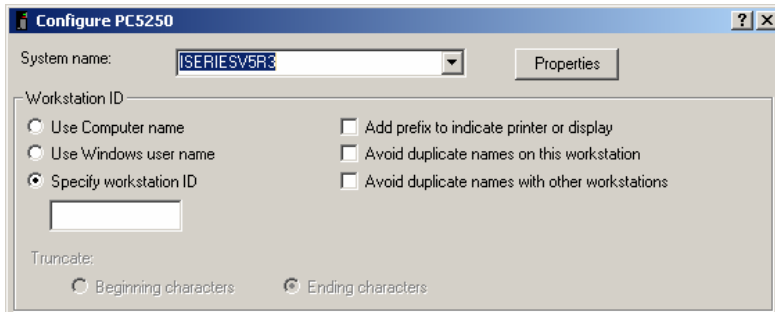 Configure PC5250
System name: ISERIESV5R3 Properties
Workstation ID
Use Computer name Add prefix to indicate printer or display
Use Windows user name Avoid duplicate names on this workstation
Specify workstation ID Avoid duplicate names with other workstations
Truncate:
Beginning characters Ending characters